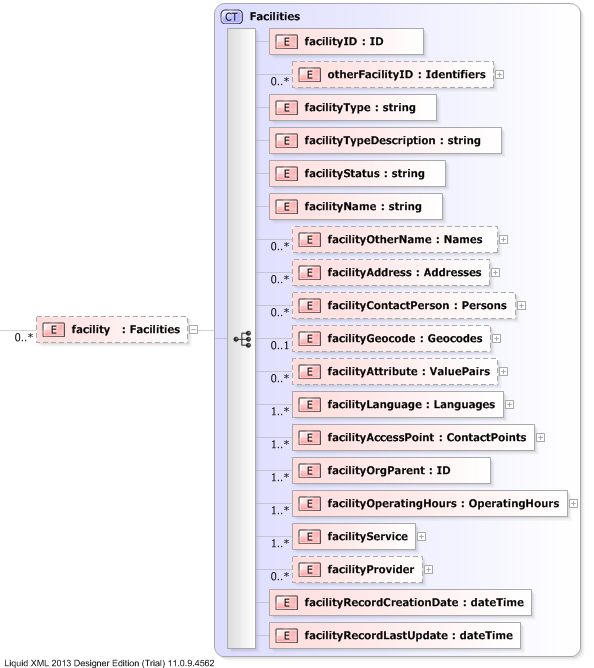 CT Facilities
E facilityID : ID
0..* E otherFacilityID : Identifiers
E facilityType : string
E facilityTypeDescription : string
E facilityStatus : string
E facilityName : string
0..* E facilityOtherName : Names
0..* E facilityAddress : Addresses
0..* E facilityContactPerson : Persons
0..* E facility : Facilities
0..1 E facilityGeocode : Geocodes
0..* E facilityAttribute : ValuePairs
1..* E facilityLanguage : Languages
1..* E facilityAccessPoint : ContactPoints
1..* E facilityOrgParent : ID
1..* E facilityOperatingHours : OperatingHours
1..* E facilityService
0..* E facilityProvider
E facilityRecordCreationDate : dateTime
E facilityRecordLastUpdate : dateTime
Liquid XML 2013 Designer Edition (Trial) 11.0.9.4562